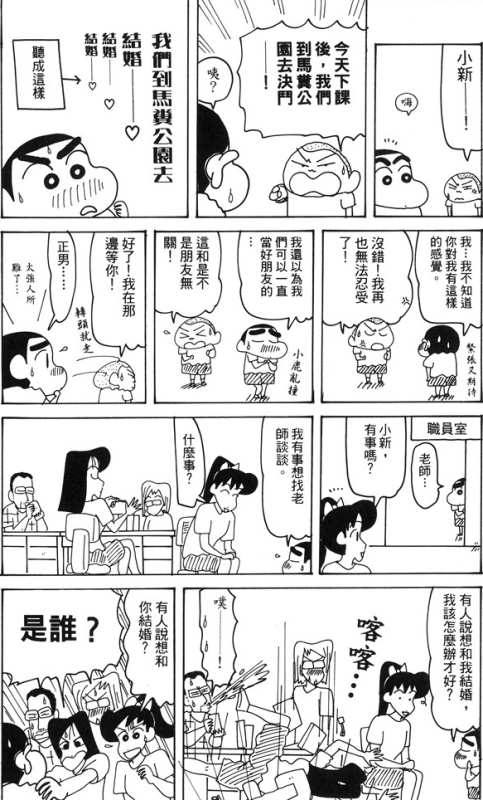 小新——！
嗨
今天下課
後，我們
到馬糞公
園去決鬥
——！
咦？
我們到馬糞公園去
結婚——♡
結婚——♡
結婚——♡
聽成這樣
我…我不知道
你對我有這樣
的感覺。
緊張又期待
沒錯！我再
也無法忍受
了！
我還以為我
們可以一直
當好朋友的
…
小鹿亂撞
這和是不
是朋友無
關！
好了！我在那
邊等你！
轉頭就走
正男……
太強人所
難了…
職員室
老師…
小新，
有事嗎？
我有事想找老
師談談。
什麼事？
有人說想和我結婚，
我該怎麼辦才好？
喀
喀…
噗——！
有人說想和
你結婚？
是誰？